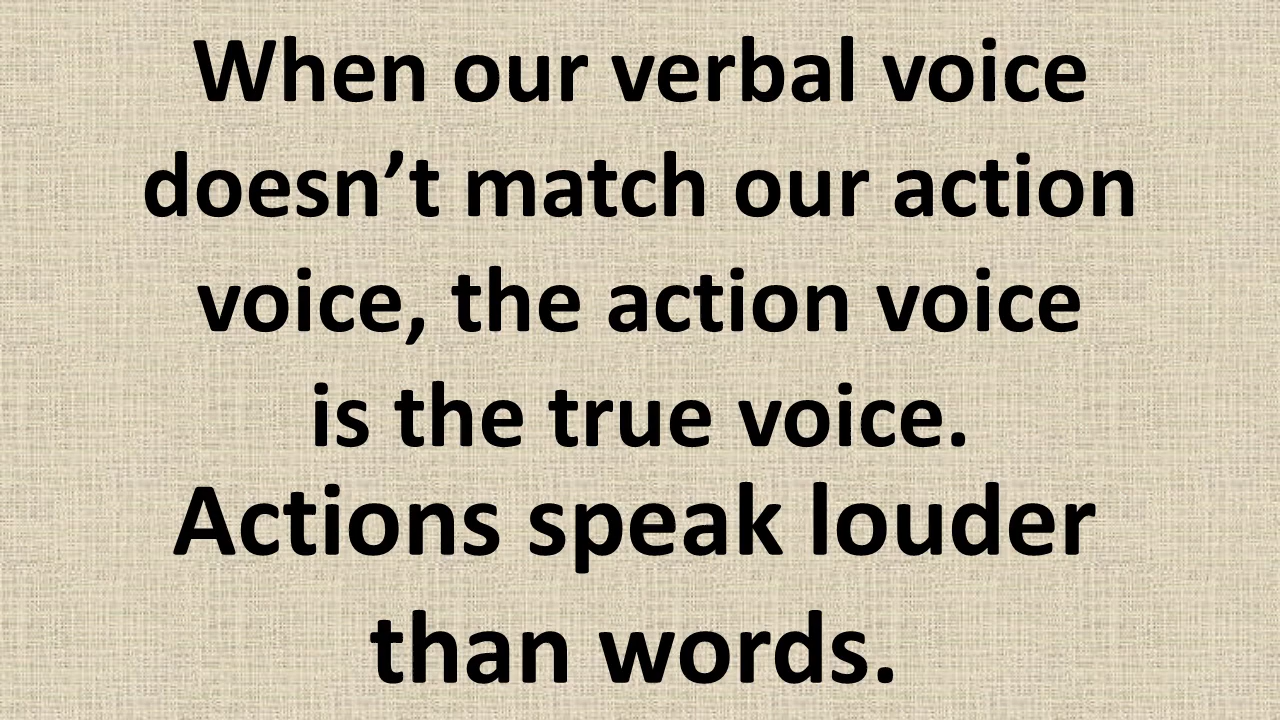 When our verbal voice
doesn’t match our action
voice, the action voice
is the true voice.
Actions speak louder
than words.